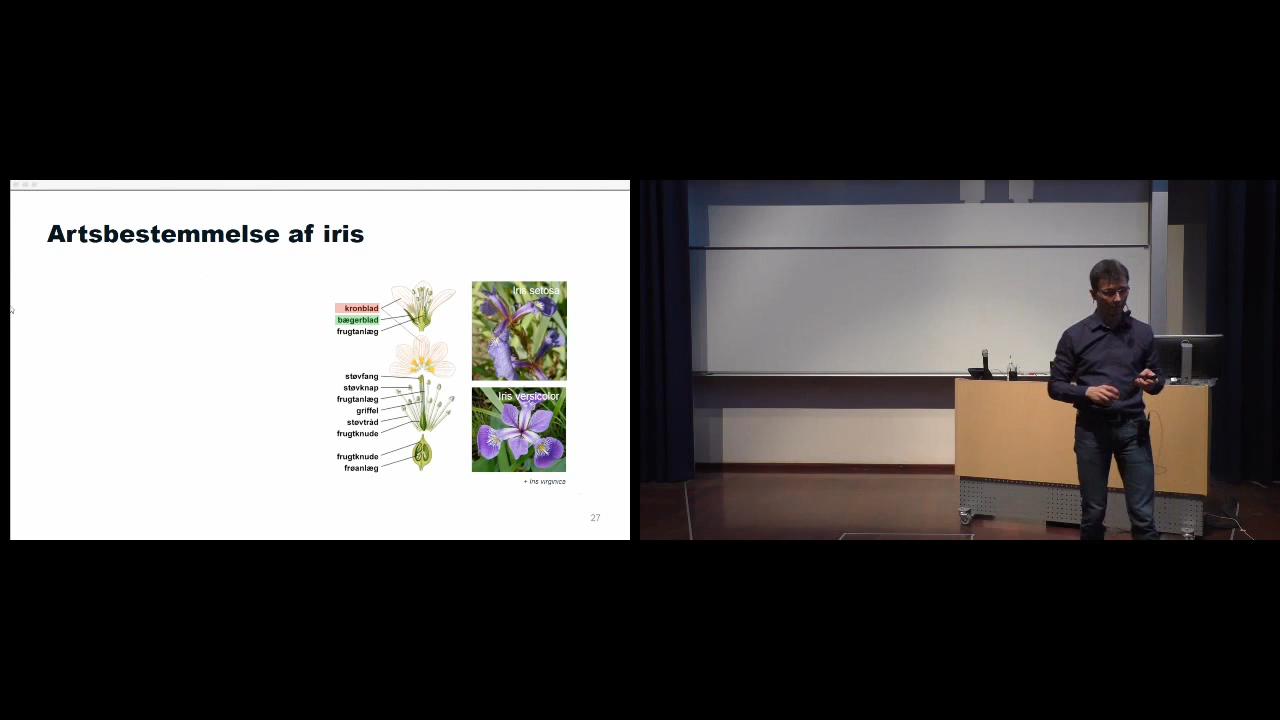 Artsbestemmelse af iris
kronblad
bægerblad
frugtanlæg
støvfang
støvknap
frugtanlæg
griffel
støvtråd
frugtknude
frugtknude
frøanlæg
Iris setosa
Iris versicolor
+ Iris virginica
27